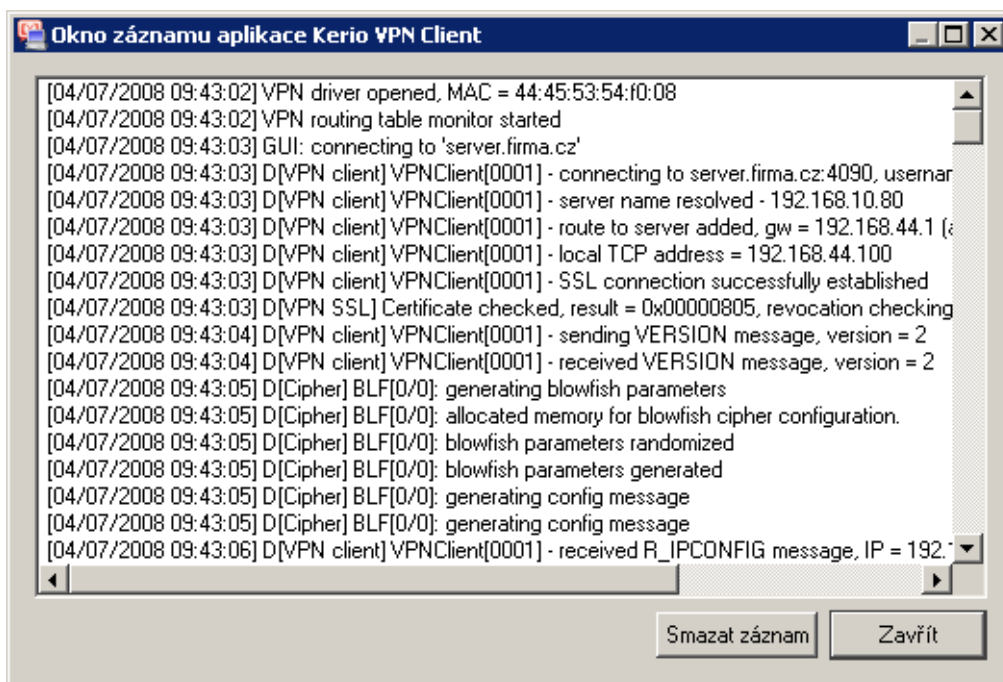 Okno záznamu aplikace Kerio VPN Client
[04/07/2008 09:43:02] VPN driver opened, MAC = 44:45:53:54:f0:08
[04/07/2008 09:43:02] VPN routing table monitor started
[04/07/2008 09:43:03] GUI: connecting to 'server.firma.cz'
[04/07/2008 09:43:03] D[VPN client] VPNClient[0001] - connecting to server.firma.cz:4090, usernar
[04/07/2008 09:43:03] D[VPN client] VPNClient[0001] - server name resolved - 192.168.10.80
[04/07/2008 09:43:03] D[VPN client] VPNClient[0001] - route to server added, gw = 192.168.44.1 (a
[04/07/2008 09:43:03] D[VPN client] VPNClient[0001] - local TCP address = 192.168.44.100
[04/07/2008 09:43:03] D[VPN client] VPNClient[0001] - SSL connection successfully established
[04/07/2008 09:43:03] D[VPN SSL] Certificate checked, result = 0x00000805, revocation checking
[04/07/2008 09:43:04] D[VPN client] VPNClient[0001] - sending VERSION message, version = 2
[04/07/2008 09:43:04] D[VPN client] VPNClient[0001] - received VERSION message, version = 2
[04/07/2008 09:43:05] D[Cipher] BLF[0/0]: generating blowfish parameters
[04/07/2008 09:43:05] D[Cipher] BLF[0/0]: allocated memory for blowfish cipher configuration.
[04/07/2008 09:43:05] D[Cipher] BLF[0/0]: blowfish parameters randomized
[04/07/2008 09:43:05] D[Cipher] BLF[0/0]: blowfish parameters generated
[04/07/2008 09:43:05] D[Cipher] BLF[0/0]: generating config message
[04/07/2008 09:43:05] D[Cipher] BLF[0/0]: generating config message
[04/07/2008 09:43:06] D[VPN client] VPNClient[0001] - received R_IPCONFIG message, IP = 192.
Smazat záznam
Zavřít